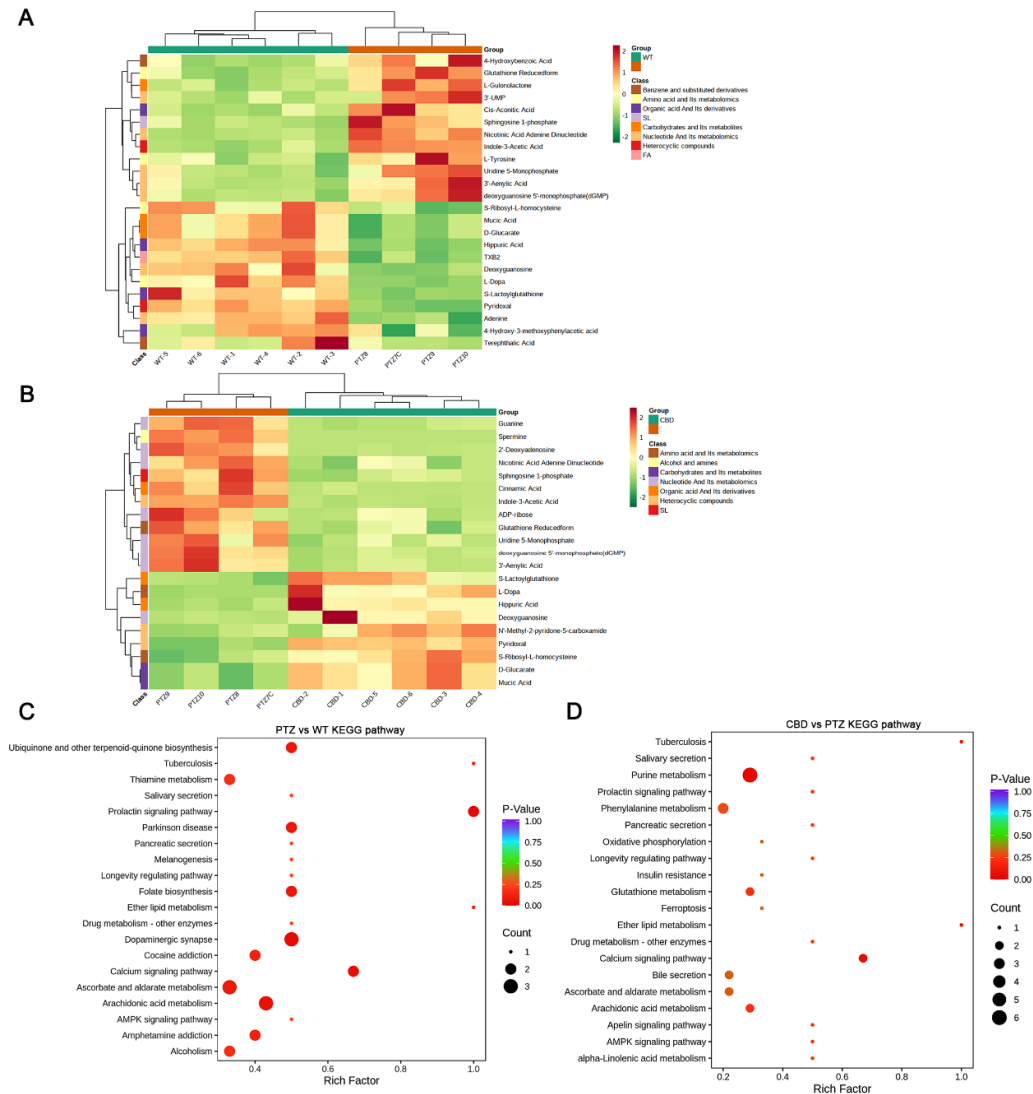 A
Group
4-Hydroxybenzoic Acid
Glutathione Reducedform
L-Gulonolactone
3'-UMP
Cis-Aconitic Acid
Sphingosine 1-phosphate
Nicotinic Acid Adenine Dinucleotide
Indole-3-Acetic Acid
L-Tyrosine
Uridine 5-Monophosphate
3'-Aenylic Acid
deoxyguanosine 5'-monophosphate(dGMP)
S-Ribosyl-L-homocysteine
Mucic Acid
D-Glucarate
Hippuric Acid
TXB2
Deoxyguanosine
L-Dopa
S-Lactoylglutathione
Pyridoxal
Adenine
4-Hydroxy-3-methoxyphenylacetic acid
Terephthalic Acid
Class
WT-5
WT-6
WT-1
WT-4
WT-2
WT-3
PTZ8
PTZ7C
PTZ9
PTZ10
2
1
0
-1
-2
Group
WT
Class
Benzene and substituted derivatives
Amino acid and Its metabolomics
Organic acid And Its derivatives
SL
Carbohydrates and Its metabolites
Nucleotide And Its metabolomics
Heterocyclic compounds
FA
B
Group
Guanine
Spermine
2'-Deoxyadenosine
Nicotinic Acid Adenine Dinucleotide
Sphingosine 1-phosphate
Cinnamic Acid
Indole-3-Acetic Acid
ADP-ribose
Glutathione Reducedform
Uridine 5-Monophosphate
deoxyguanosine 5'-monophosphate(dGMP)
3'-Aenylic Acid
S-Lactoylglutathione
L-Dopa
Hippuric Acid
Deoxyguanosine
N'-Methyl-2-pyridone-5-carboxamide
Pyridoxal
S-Ribosyl-L-homocysteine
D-Glucarate
Mucic Acid
Class
PTZ9
PTZ10
PTZ8
PTZ7C
CBD-2
CBD-1
CBD-5
CBD-6
CBD-3
CBD-4
2
1
0
-1
-2
Group
CBD
Class
Amino acid and Its metabolomics
Alcohol and amines
Carbohydrates and Its metabolites
Nucleotide And Its metabolomics
Organic acid And Its derivatives
Heterocyclic compounds
SL
C
PTZ vs WT KEGG pathway
Ubiquinone and other terpenoid-quinone biosynthesis
Tuberculosis
Thiamine metabolism
Salivary secretion
Prolactin signaling pathway
Parkinson disease
Pancreatic secretion
Melanogenesis
Longevity regulating pathway
Folate biosynthesis
Ether lipid metabolism
Drug metabolism - other enzymes
Dopaminergic synapse
Cocaine addiction
Calcium signaling pathway
Ascorbate and aldarate metabolism
Arachidonic acid metabolism
AMPK signaling pathway
Amphetamine addiction
Alcoholism
0.4
0.6
0.8
1.0
Rich Factor
P-Value
1.00
0.75
0.50
0.25
0.00
Count
1
2
3
D
CBD vs PTZ KEGG pathway
Tuberculosis
Salivary secretion
Purine metabolism
Prolactin signaling pathway
Phenylalanine metabolism
Pancreatic secretion
Oxidative phosphorylation
Longevity regulating pathway
Insulin resistance
Glutathione metabolism
Ferroptosis
Ether lipid metabolism
Drug metabolism - other enzymes
Calcium signaling pathway
Bile secretion
Ascorbate and aldarate metabolism
Arachidonic acid metabolism
Apelin signaling pathway
AMPK signaling pathway
alpha-Linolenic acid metabolism
0.2
0.4
0.6
0.8
1.0
Rich Factor
P-Value
1.00
0.75
0.50
0.25
0.00
Count
1
2
3
4
5
6